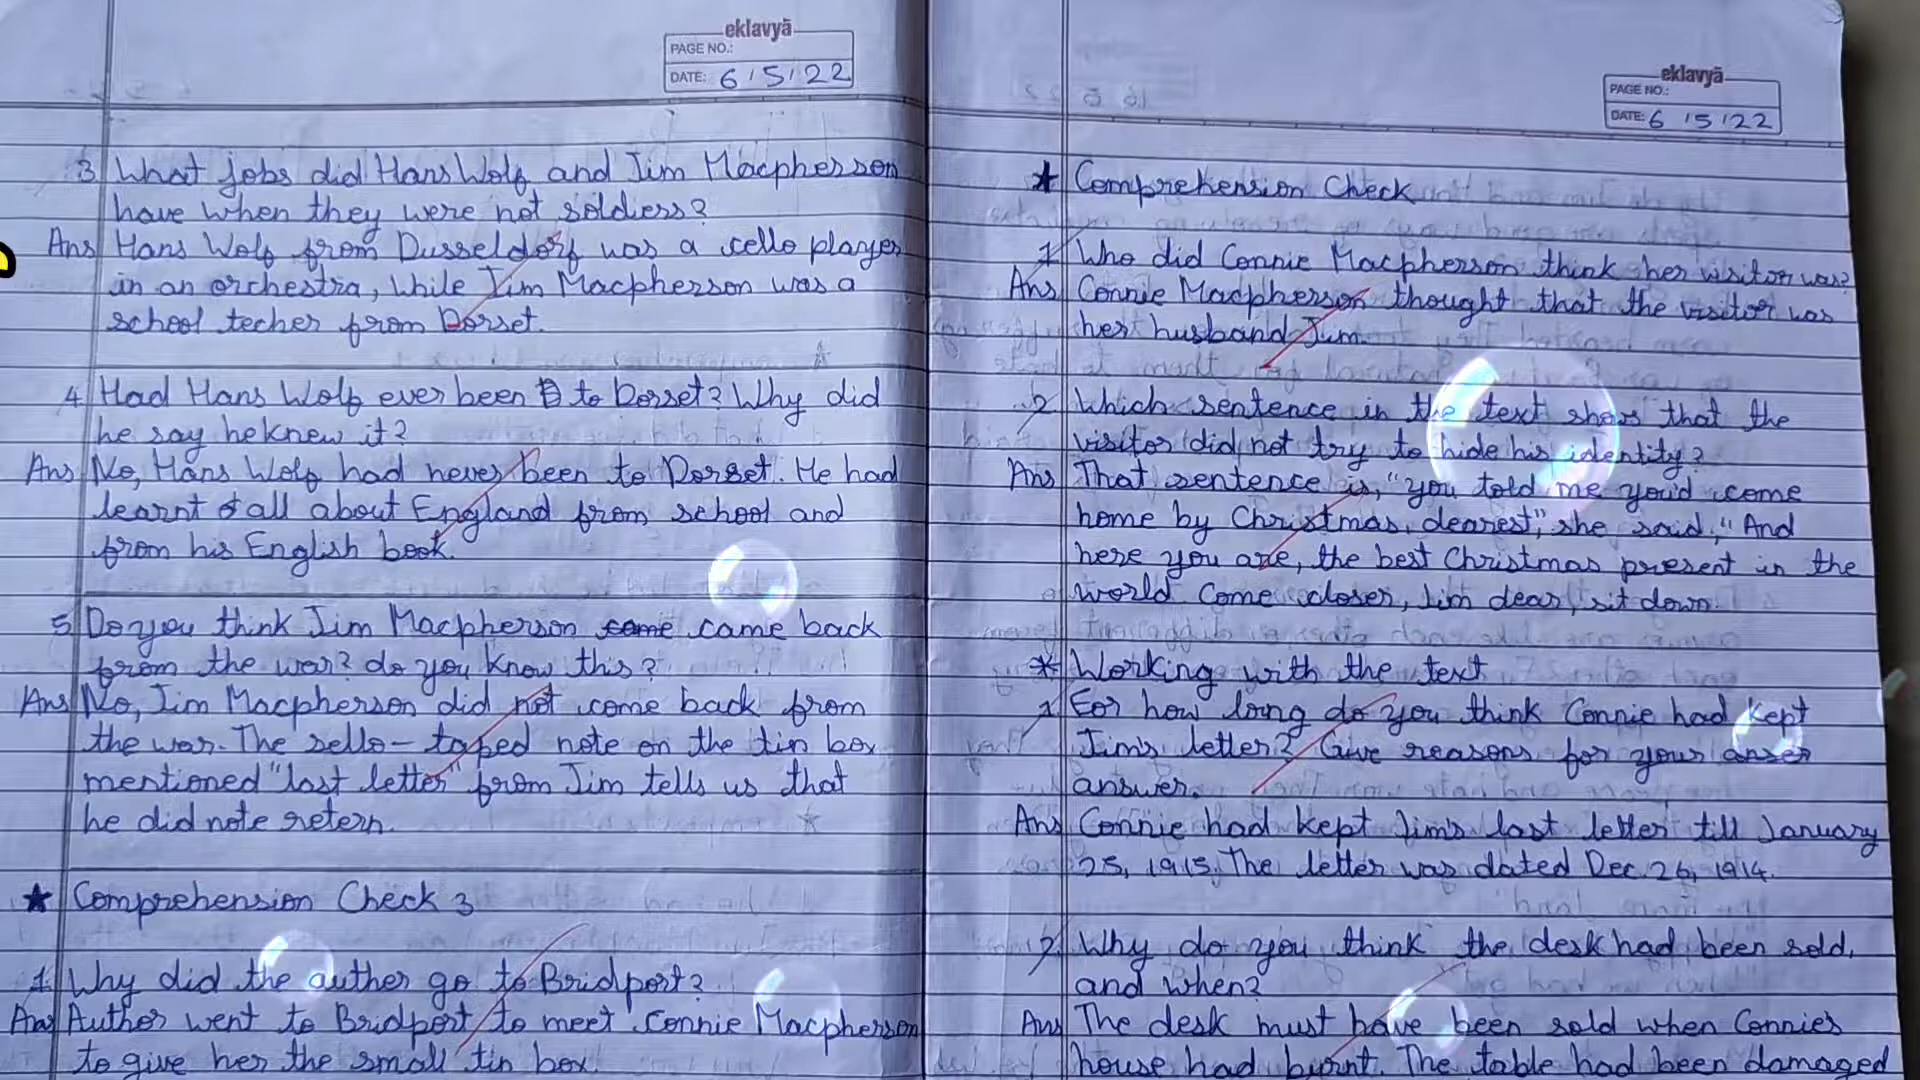 eklavyā
PAGE NO.:
DATE: 6/5/22
3 What jobs did Hans Wolf and Jim Macpherson
have when they were not soldiers?
Ans Hans Wolf from Dusseldorf was a cello player
in an orchestra, While Jim Macpherson was a
school techer from Dorset.
4 Had Hans Wolf ever been to Dorset? Why did
he say he knew it?
Ans No, Hans Wolf had never been to Dorset. He had
learnt all about England from school and
from his English book.
5 Do you think Jim Macpherson came back
from the war? do you know this?
Ans No, Jim Macpherson did not come back from
the war. The sello-taped note on the tin box
mentioned "last letter" from Jim tells us that
he did note retern.
★ Comprehension Check 3
1 Why did the auther go to Bridport?
Ans Author went to Bridport to meet Connie Macpherson
to give her the small tin box.
eklavyā
PAGE NO.:
DATE: 6/5/22
★ Comprehension Check
1 Who did Connie Macpherson think her visitor was?
Ans Connie Macpherson thought that the visitor was
her husband Jim.
2 Which sentence in the text shows that the
visitor did not try to hide his identity?
Ans That sentence is, "you told me you'd come
home by Christmas, dearest", she said, "And
here you are, the best Christmas present in the
world Come closer, Jim dear, sit down.
* Working with the text
1 For how long do you think Connie had kept
Jim's letter? Give reasons for your anser
answer.
Ans Connie had kept Jim's last letter till January
25, 1915. The letter was dated Dec. 26, 1914.
2 Why do you think the desk had been sold,
and when?
Ans The desk must have been sold when Connie's
house had burnt. The table had been damaged